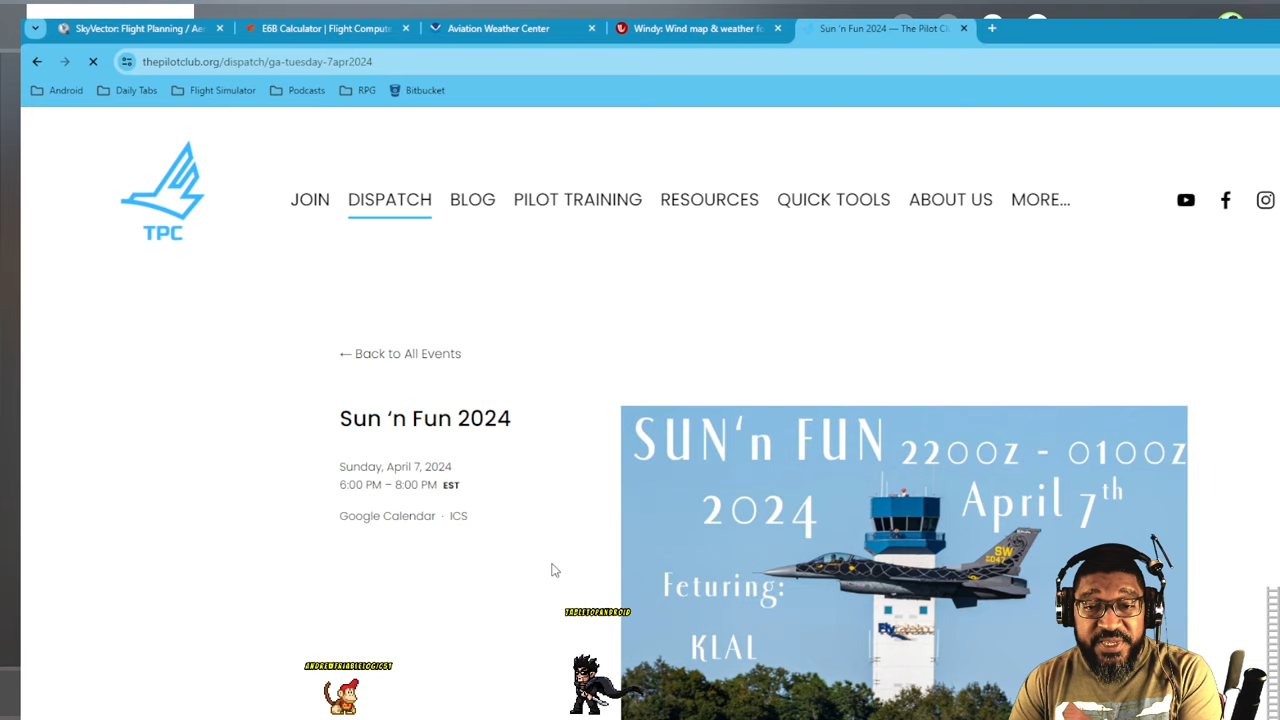 SkyVector: Flight Planning / Aer
E6B Calculator | Flight Compute
Aviation Weather Center
Windy: Wind map & weather fo
Sun 'n Fun 2024 — The Pilot Cl
thepilotclub.org/dispatch/ga-tuesday-7apr2024
Android
Daily Tabs
Flight Simulator
Podcasts
RPG
Bitbucket
TPC
JOIN
DISPATCH
BLOG
PILOT TRAINING
RESOURCES
QUICK TOOLS
ABOUT US
MORE...
← Back to All Events
Sun ‘n Fun 2024
Sunday, April 7, 2024
6:00 PM – 8:00 PM EST
Google Calendar · ICS
SUN‘n FUN
2024
2200z - 0100z
April 7th
SW
Feturing:
KLAL
TABLETOPANDROID